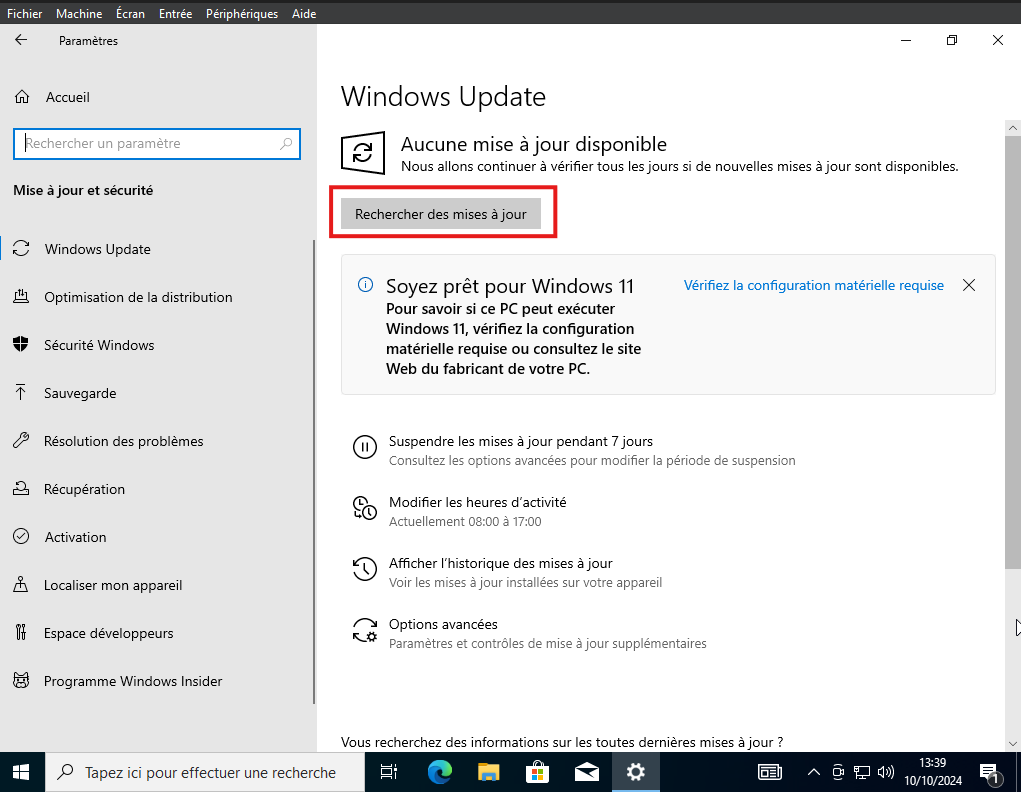 Fichier Machine Écran Entrée Périphériques Aide
Paramètres
Accueil
Rechercher un paramètre
Mise à jour et sécurité
Windows Update
Optimisation de la distribution
Sécurité Windows
Sauvegarde
Résolution des problèmes
Récupération
Activation
Localiser mon appareil
Espace développeurs
Programme Windows Insider
Windows Update
Aucune mise à jour disponible
Nous allons continuer à vérifier tous les jours si de nouvelles mises à jour sont disponibles.
Rechercher des mises à jour
Soyez prêt pour Windows 11
Vérifiez la configuration matérielle requise
Pour savoir si ce PC peut exécuter
Windows 11, vérifiez la configuration
matérielle requise ou consultez le site
Web du fabricant de votre PC.
Suspendre les mises à jour pendant 7 jours
Consultez les options avancées pour modifier la période de suspension
Modifier les heures d’activité
Actuellement 08:00 à 17:00
Afficher l’historique des mises à jour
Voir les mises à jour installées sur votre appareil
Options avancées
Paramètres et contrôles de mise à jour supplémentaires
Vous recherchez des informations sur les toutes dernières mises à jour ?
Tapez ici pour effectuer une recherche
13:39
10/10/2024
1